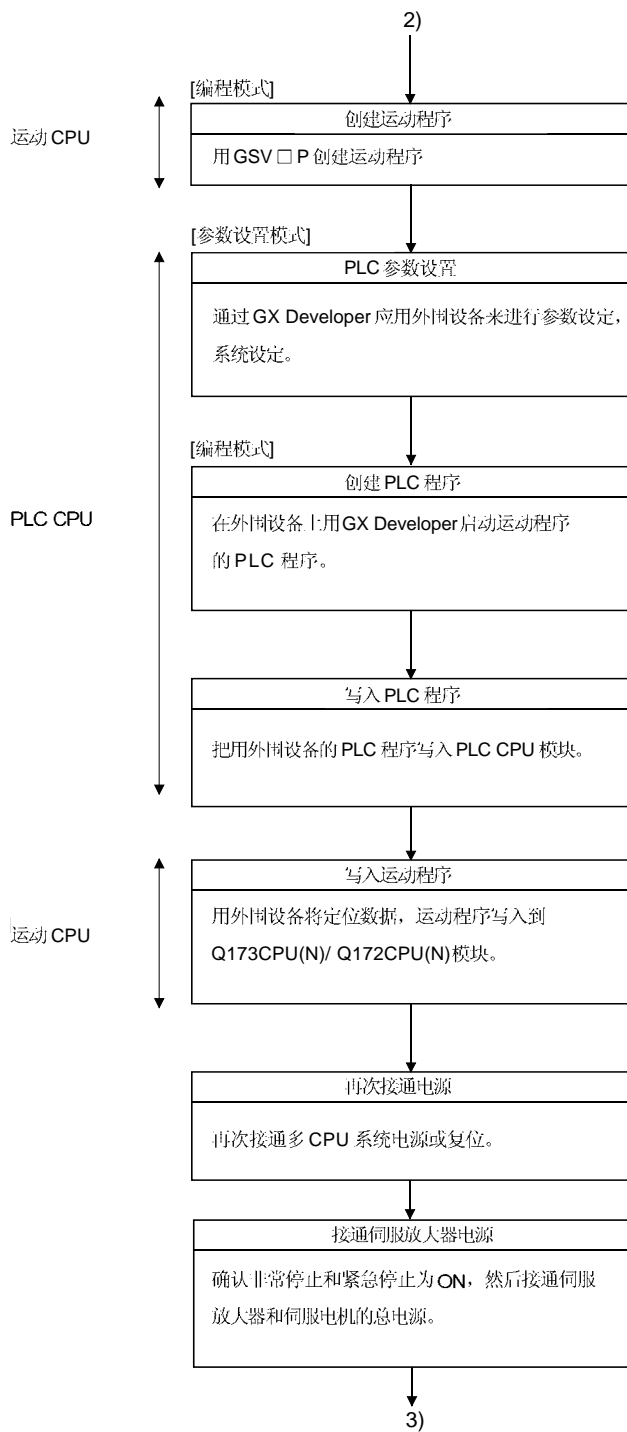 2)
[编程模式]
创建运动程序
运动 CPU
用 GSV □ P 创建运动程序
[参数设置模式]
PLC 参数设置
通过 GX Developer 应用外围设备来进行参数设定，
系统设定。
[编程模式]
创建 PLC 程序
PLC CPU
在外围设备上用 GX Developer 启动运动程序
的 PLC 程序。
写入 PLC 程序
把用外围设备的 PLC 程序写入 PLC CPU 模块。
写入运动程序
运动 CPU
用外围设备将定位数据，运动程序写入到
Q173CPU(N)/ Q172CPU(N)模块。
再次接通电源
再次接通多 CPU 系统电源或复位。
接通伺服放大器电源
确认非常停止和紧急停止为 ON，然后接通伺服
放大器和伺服电机的总电源。
3)